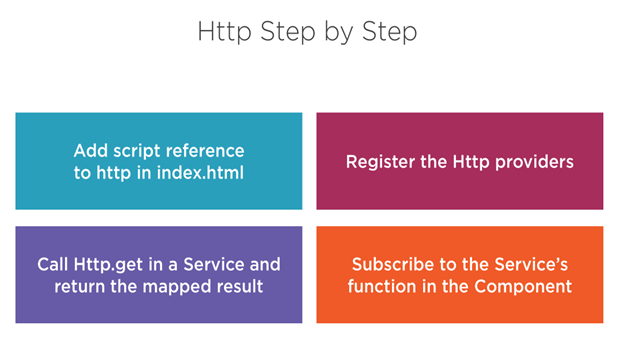 Http Step by Step
Add script reference
to http in index.html
Register the Http providers
Call Http.get in a Service and
return the mapped result
Subscribe to the Service's
function in the Component